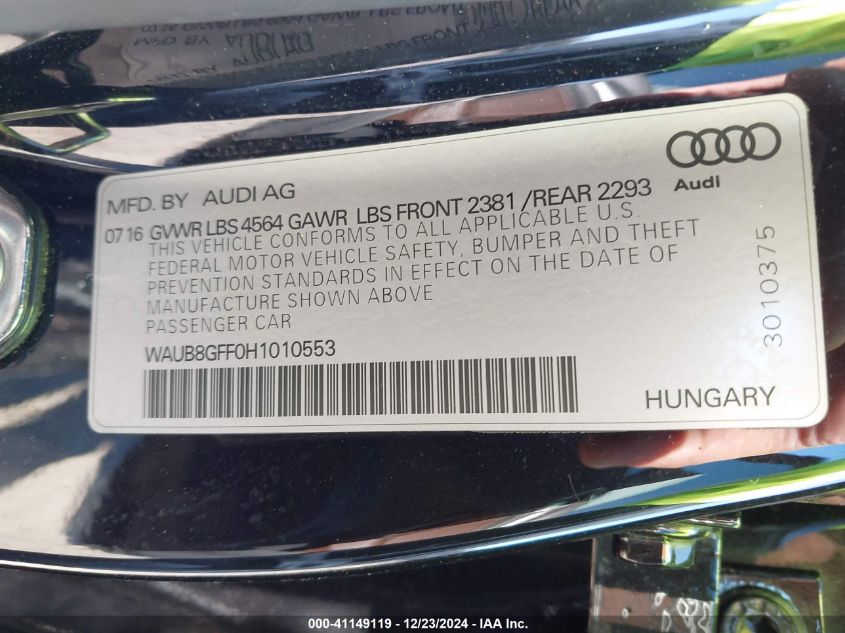 MFD. BY AUDI AG
07 16 GVWR LBS 4564 GAWR LBS FRONT 2381 /REAR 2293
THIS VEHICLE CONFORMS TO ALL APPLICABLE U.S.
FEDERAL MOTOR VEHICLE SAFETY, BUMPER AND THEFT
PREVENTION STANDARDS IN EFFECT ON THE DATE OF
MANUFACTURE SHOWN ABOVE
PASSENGER CAR
WAUB8GFF0H1010553
Audi
3010375
HUNGARY
000-41149119 - 12/23/2024 - IAA Inc.